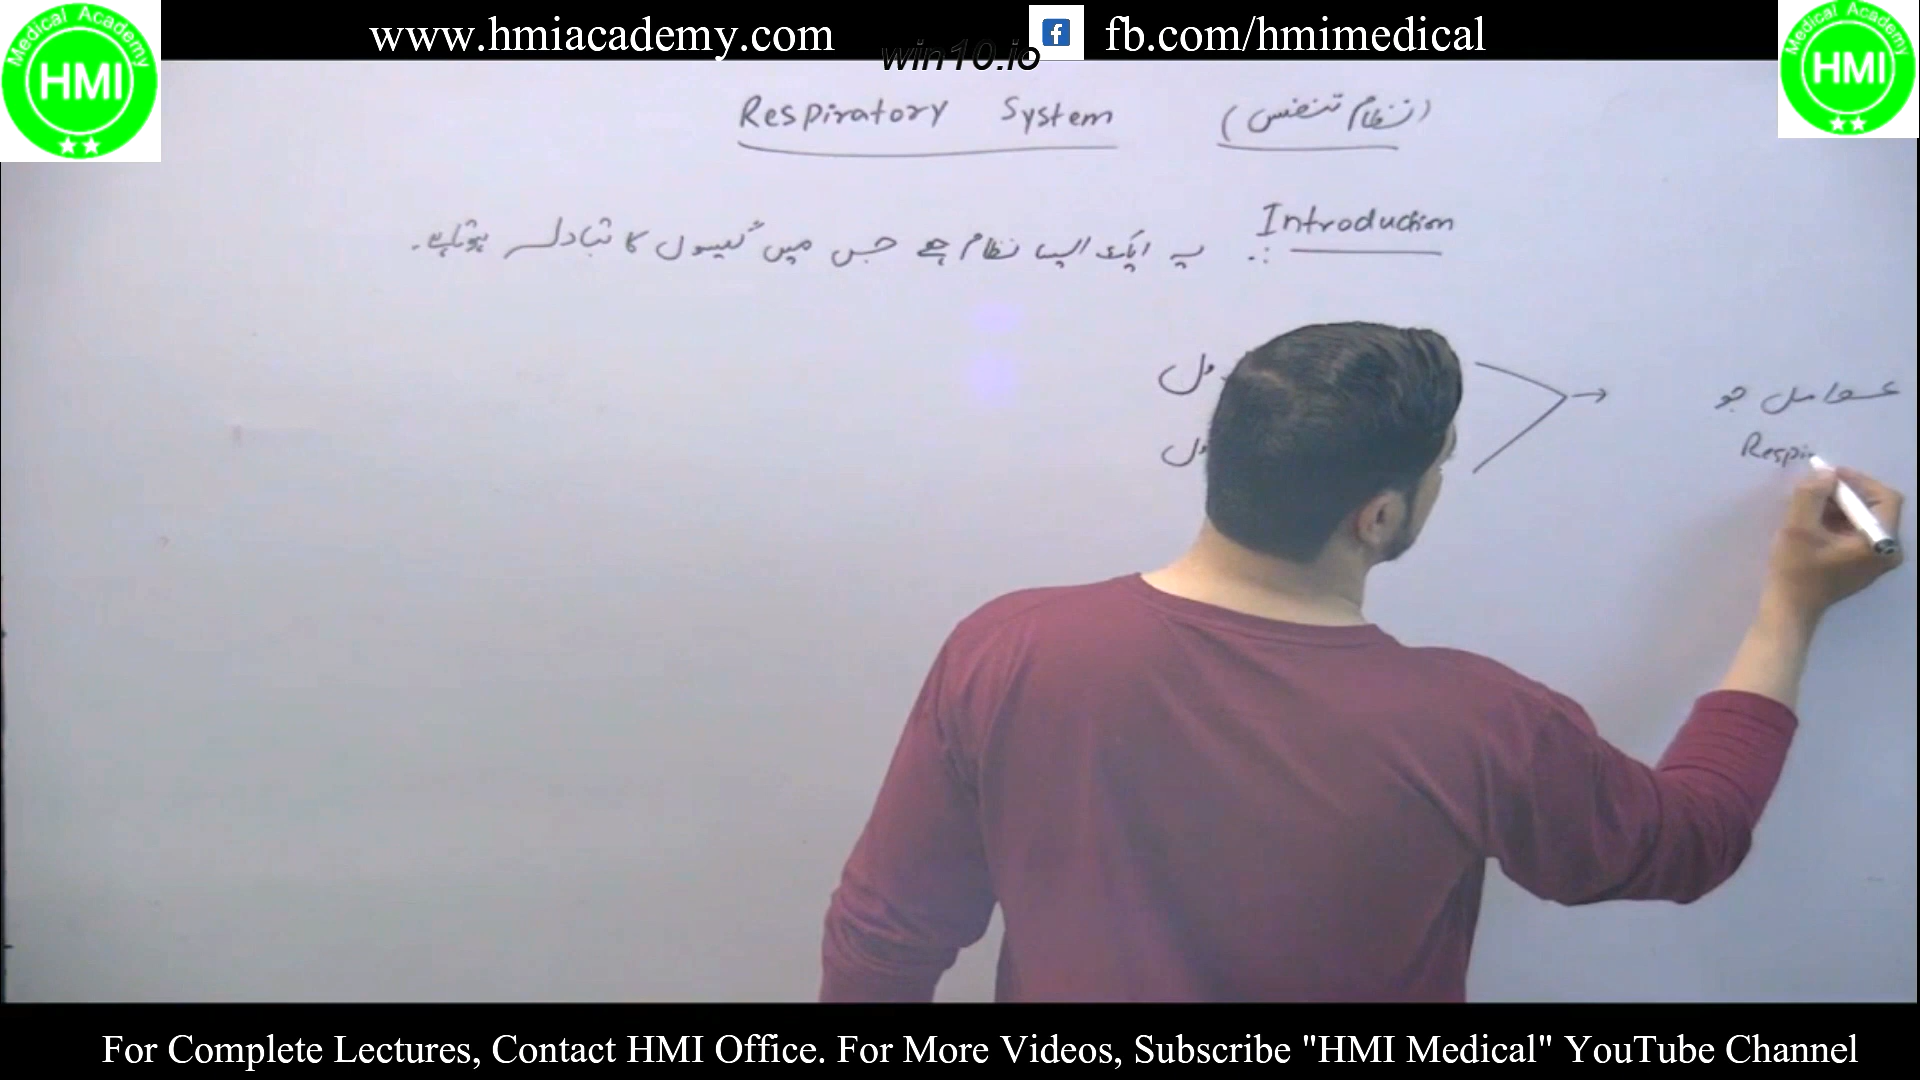 Medical Academy
HMI
www.hmiacademy.com
fb.com/hmimedical
win10.io
Medical Academy
HMI
Respiratory System (نظام تنفس)
Introduction
یہ ایک ایسا نظام ہے جس میں گیسوں کا تبادلہ ہوتا ہے۔
عوامل جو
Respi
For Complete Lectures, Contact HMI Office. For More Videos, Subscribe "HMI Medical" YouTube Channel